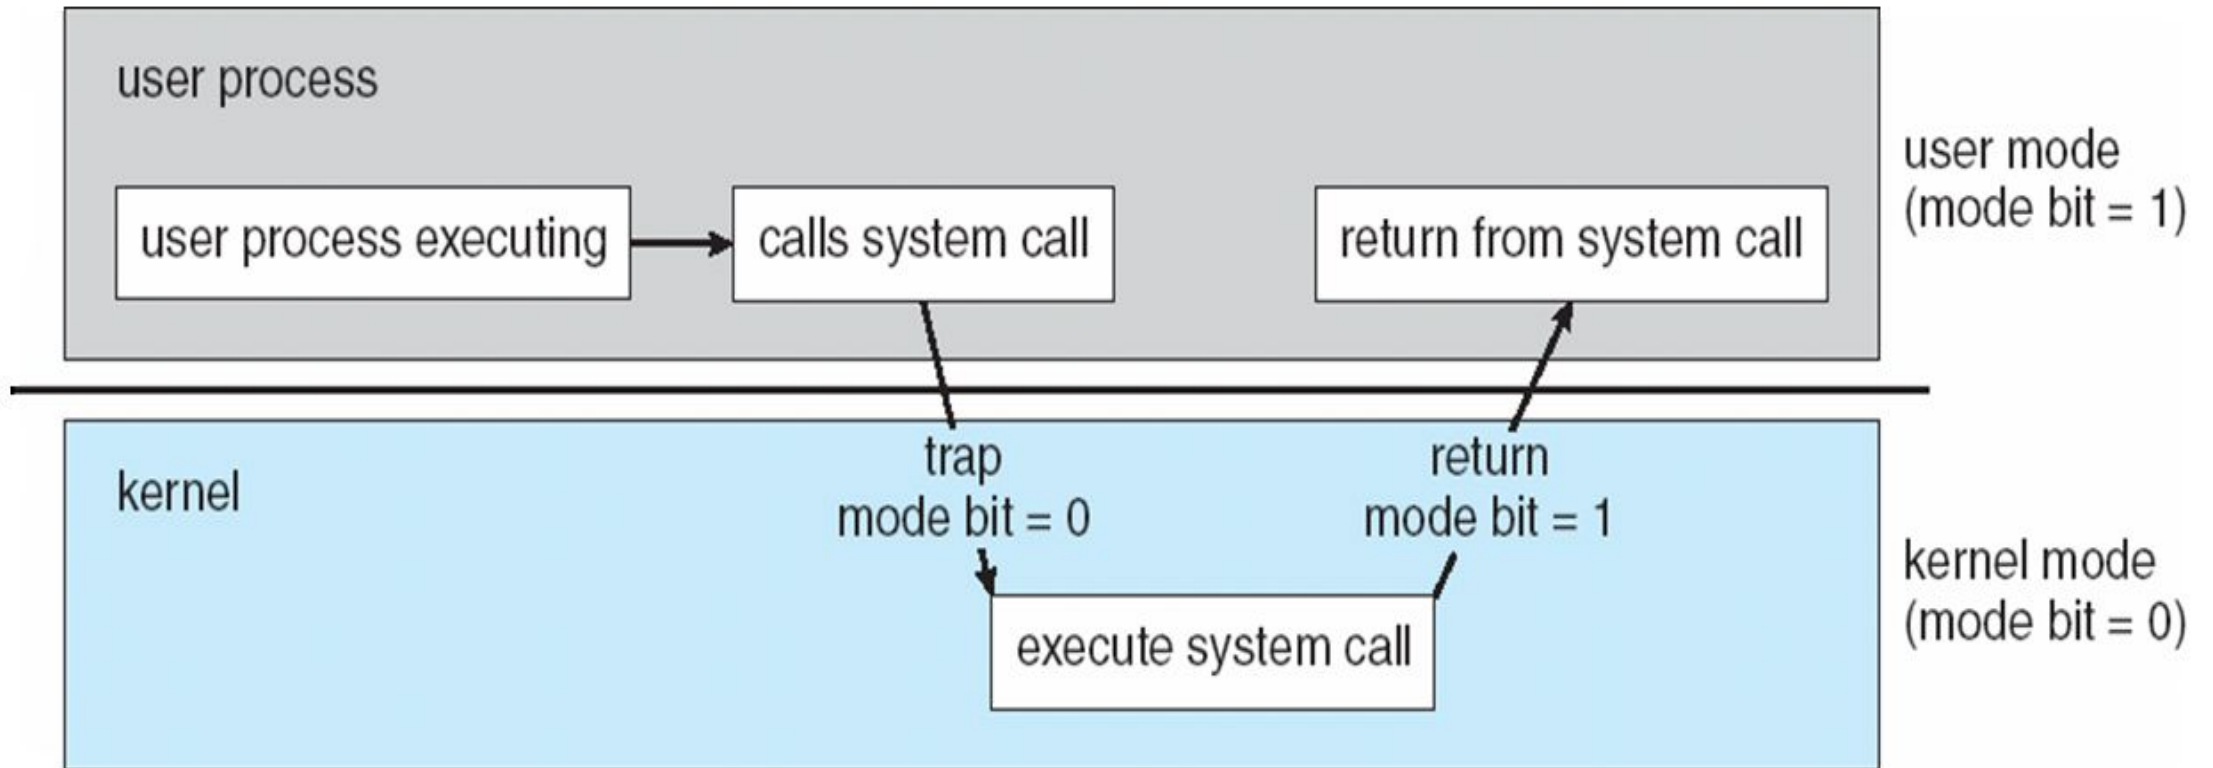 user process
user process executing
calls system call
return from system call
user mode
(mode bit = 1)
trap
mode bit = 0
return
mode bit = 1
kernel
execute system call
kernel mode
(mode bit = 0)